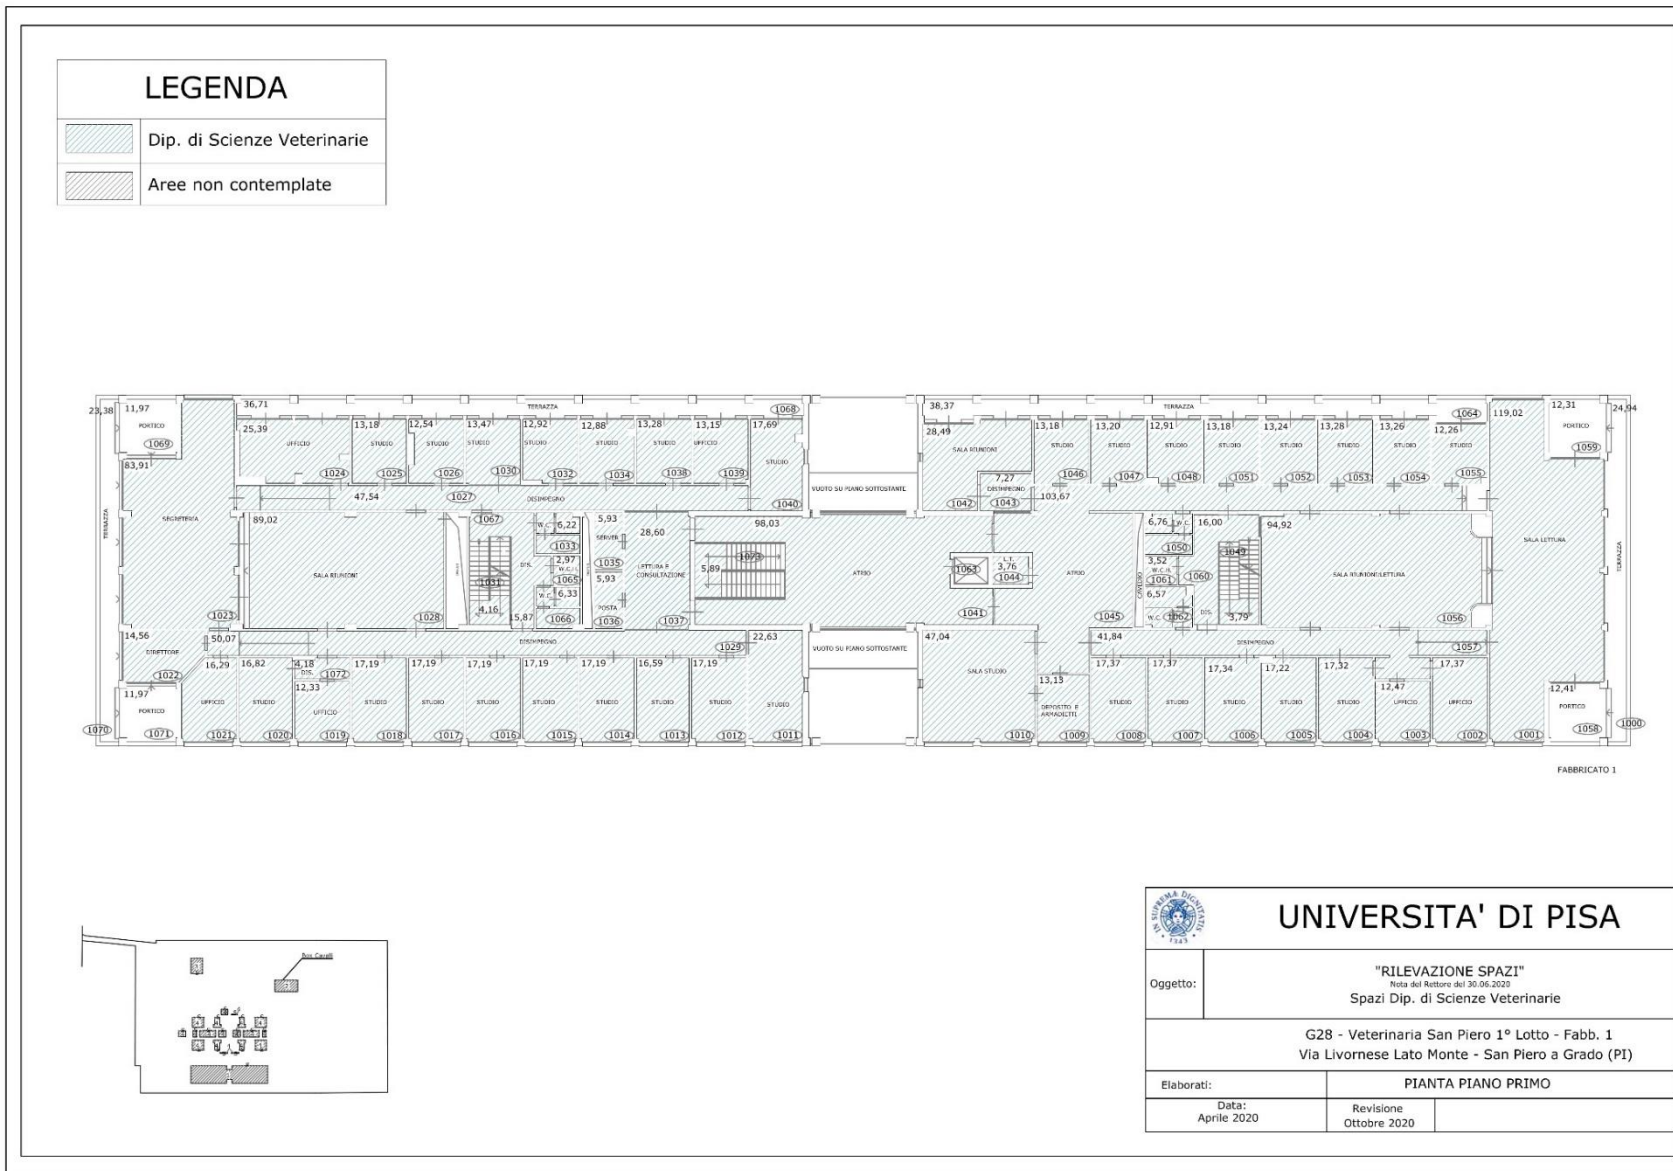 LEGENDA
Dip. di Scienze Veterinarie
Aree non contemplate
36,71 TERRAZZA 1068 38,37 TERRAZZA 1064
23,38 11,97 25,39 13,18 12,54 13,47 12,92 12,88 13,28 13,15 17,69 28,49 13,18 13,20 12,91 13,18 13,24 13,28 13,26 12,26 119,02 12,31 24,94
PORTICO UFFICIO STUDIO STUDIO STUDIO STUDIO STUDIO STUDIO UFFICIO STUDIO SALA RIUNIONI STUDIO STUDIO STUDIO STUDIO STUDIO STUDIO STUDIO STUDIO PORTICO
1069 1024 1025 1026 1030 1032 1034 1038 1039 1040 1046 1047 1048 1051 1052 1053 1054 1055 1059
83,91 47,54 1027 DISIMPEGNO VUOTO SU PIANO SOTTOSTANTE 1042 7,27 DISIMPEGNO 1043 103,67
TERRAZZA SEGRETERIA 89,02 1067 W.C. 6,22 5,93 28,60 98,03 6,76 W.C. 16,00 94,92
1033 SERVER 1050 1049
SALA RIUNIONI 1031 DIS. 2,97 W.C.H. 1065 1035 LETTURA E CONSULTAZIONE 5,89 1073 ATRIO 1063 L.T. 3,76 1044 ATRIO CAVEDIO 3,52 W.C.H. 1061 1060 SALA RIUNIONI/LETTURA SALA LETTURA TERRAZZA
4,16 W.C. 6,33 5,93 6,57
1023 1028 15,87 1066 POSTA 1036 1037 1041 1045 W.C. 1062 DIS. 3,79 1056
14,56 50,07 DISIMPEGNO 1029 22,63 VUOTO SU PIANO SOTTOSTANTE 47,04 41,84 DISIMPEGNO 1057
DIRETTORE 1022 16,29 16,82 4,18 DIS. 1072 17,19 17,19 17,19 17,19 17,19 16,59 17,19 17,37 17,37 17,34 17,22 17,32 17,37
11,97 12,33 SALA STUDIO 13,13 12,47 12,41
PORTICO UFFICIO STUDIO UFFICIO STUDIO STUDIO STUDIO STUDIO STUDIO STUDIO STUDIO STUDIO DEPOSITO E ARMADIETTI STUDIO STUDIO STUDIO STUDIO STUDIO UFFICIO UFFICIO PORTICO
1070 1071 1021 1020 1019 1018 1017 1016 1015 1014 1013 1012 1011 1010 1009 1008 1007 1006 1005 1004 1003 1002 1001 1058 1000
FABBRICATO 1
Box Cavalli
IN SUPREMÆ DIGNITATIS
UNIVERSITA' DI PISA
Oggetto:
"RILEVAZIONE SPAZI"
Nota del Rettore del 30.06.2020
Spazi Dip. di Scienze Veterinarie
G28 - Veterinaria San Piero 1° Lotto - Fabb. 1
Via Livornese Lato Monte - San Piero a Grado (PI)
Elaborati: PIANTA PIANO PRIMO
Data: Revisione
Aprile 2020 Ottobre 2020